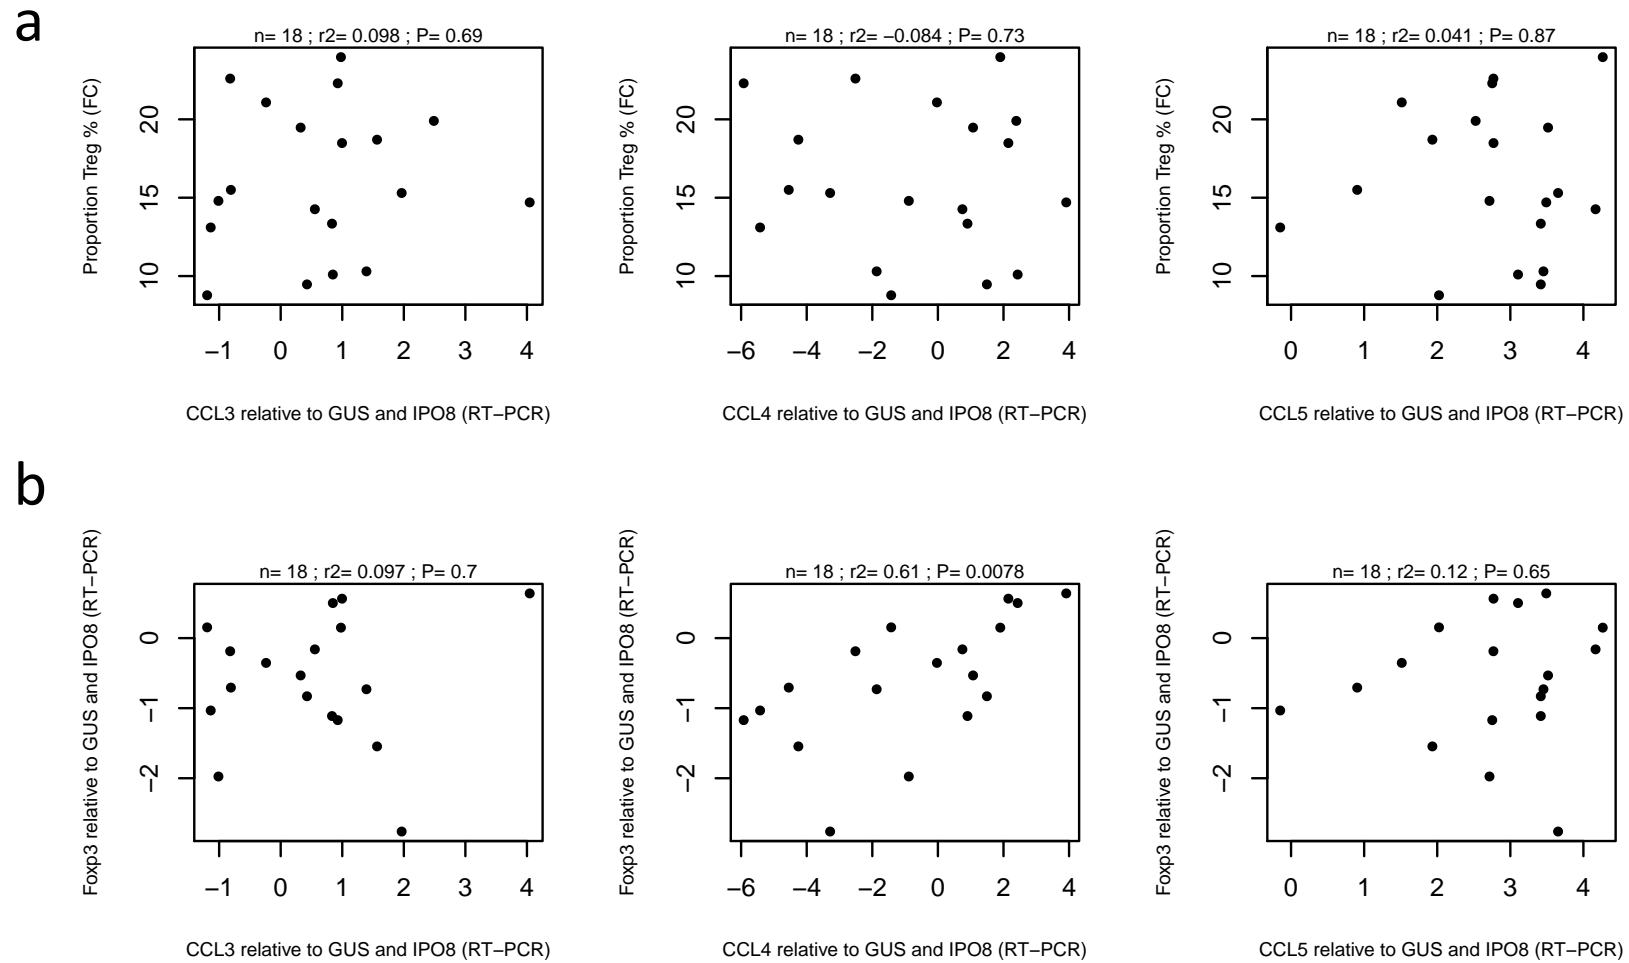 a
n= 18 ; r2= 0.098 ; P= 0.69
Proportion Treg % (FC)
10 15 20
−1 0 1 2 3 4
CCL3 relative to GUS and IPO8 (RT−PCR)
n= 18 ; r2= −0.084 ; P= 0.73
Proportion Treg % (FC)
10 15 20
−6 −4 −2 0 2 4
CCL4 relative to GUS and IPO8 (RT−PCR)
n= 18 ; r2= 0.041 ; P= 0.87
Proportion Treg % (FC)
10 15 20
0 1 2 3 4
CCL5 relative to GUS and IPO8 (RT−PCR)
b
n= 18 ; r2= 0.097 ; P= 0.7
Foxp3 relative to GUS and IPO8 (RT−PCR)
−2 −1 0
−1 0 1 2 3 4
CCL3 relative to GUS and IPO8 (RT−PCR)
n= 18 ; r2= 0.61 ; P= 0.0078
Foxp3 relative to GUS and IPO8 (RT−PCR)
−2 −1 0
−6 −4 −2 0 2 4
CCL4 relative to GUS and IPO8 (RT−PCR)
n= 18 ; r2= 0.12 ; P= 0.65
Foxp3 relative to GUS and IPO8 (RT−PCR)
−2 −1 0
0 1 2 3 4
CCL5 relative to GUS and IPO8 (RT−PCR)